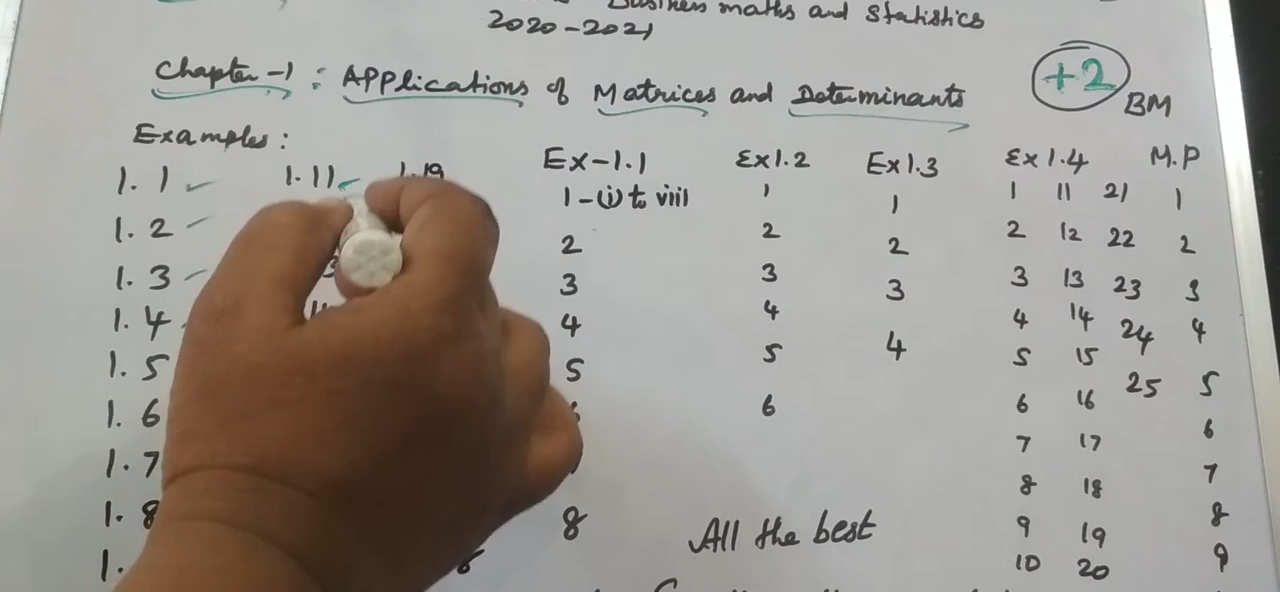 Business maths and Statistics
2020-2021
Chapter-1 : Applications of Matrices and Determinants
+2
BM
Examples :
Ex-1.1 Ex1.2 Ex1.3 Ex1.4 M.P
1.1 1.11 1.19 1-(i) to viii 1 1 1 11 21 1
1.2 2 2 2 2 12 22 2
1.3 3 3 3 3 13 23 3
1.4 4 4 4 4 14 24 4
1.5 5 5 5 15 25 5
1.6 6 6 16 6
1.7 7 17 7
1.8 8 8 18 8
All the best 9 19 9
10 20